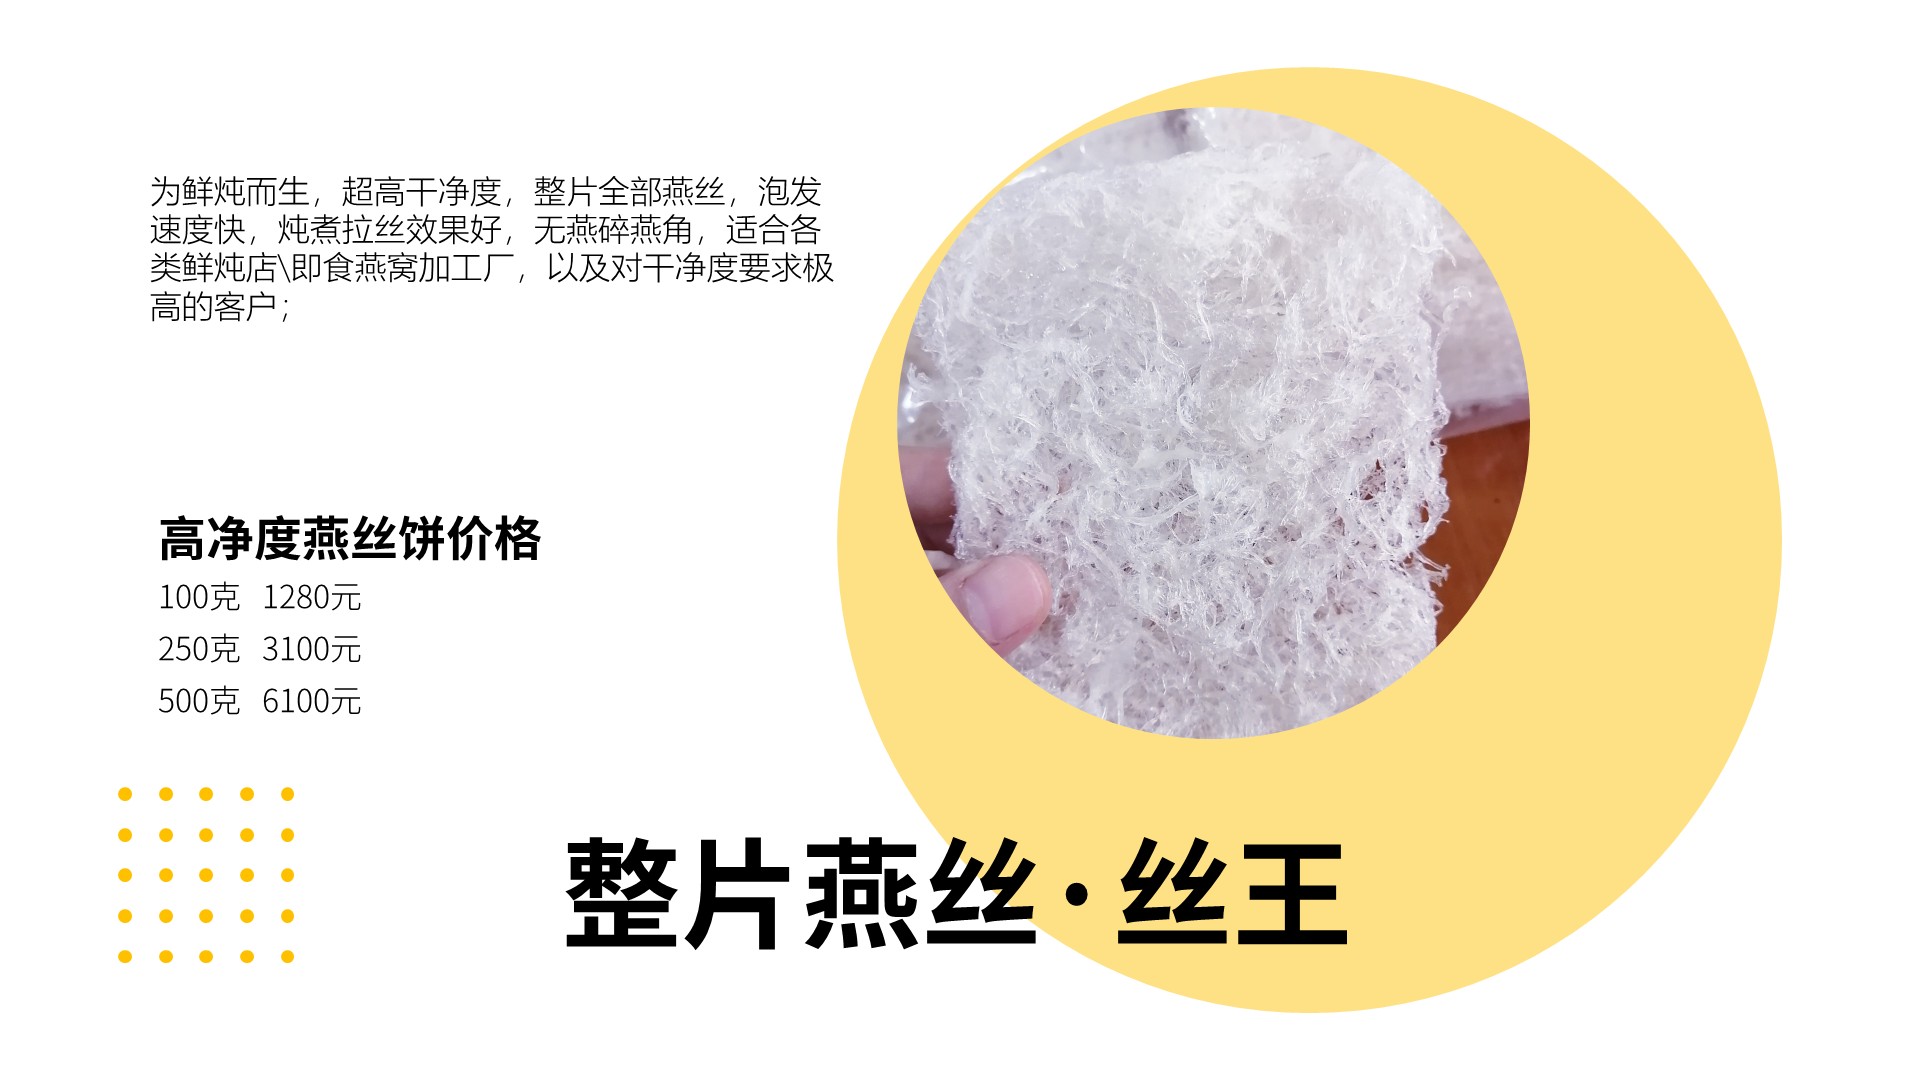 为鲜炖而生，超高干净度，整片全部燕丝，泡发
速度快，炖煮拉丝效果好，无燕碎燕角，适合各
类鲜炖店\即食燕窝加工厂，以及对干净度要求极
高的客户；
高净度燕丝饼价格
100克 1280元
250克 3100元
500克 6100元
整片燕丝·丝王